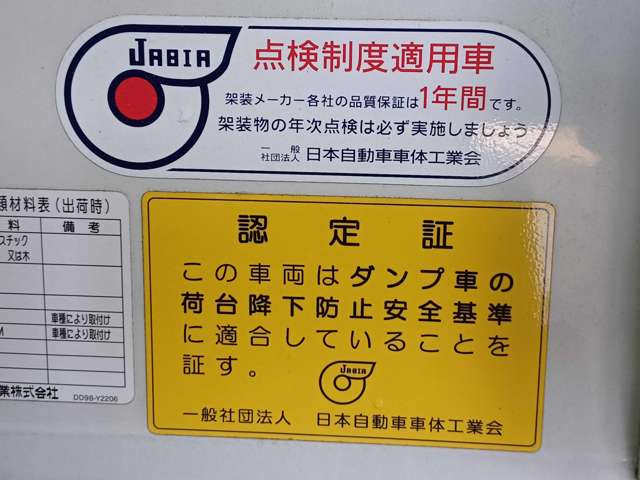 JABIA
点検制度適用車
架装メーカー各社の品質保証は1年間です。
架装物の年次点検は必ず実施しましょう
一般
社団法人 日本自動車車体工業会
類材料表(出荷時)
料 備考
スチック
又は木
車種により取付け
M 車種により取付け
業株式会社 DD9B-Y2206
認定証
この車両はダンプ車の
荷台降下防止安全基準
に適合していることを
証す。
JABIA
一般社団法人 日本自動車車体工業会